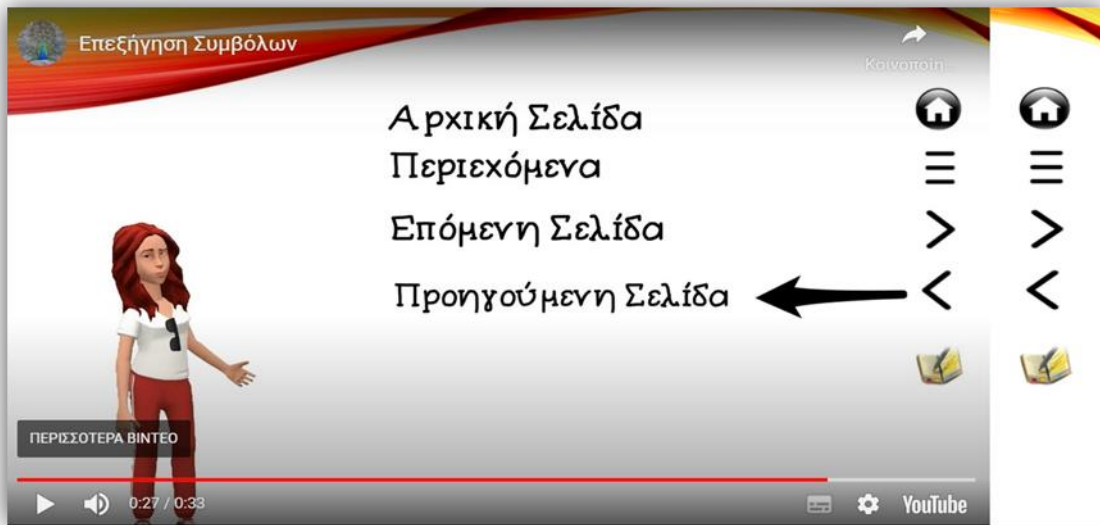 Επεξήγηση Συμβόλων
Κοινοποίη...
Αρχική Σελίδα
Περιεχόμενα
Επόμενη Σελίδα
Προηγούμενη Σελίδα
ΠΕΡΙΣΣΟΤΕΡΑ ΒΙΝΤΕΟ
0:27 / 0:33
YouTube